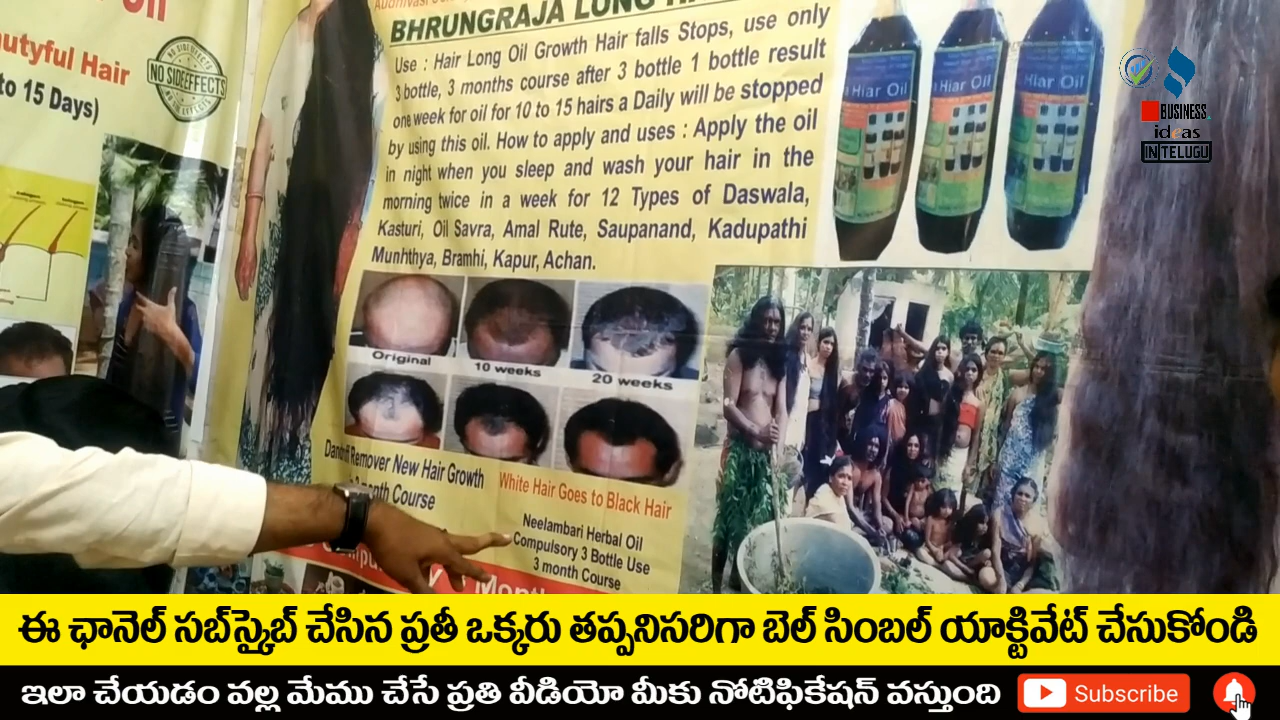 Oil
utyful Hair
to 15 Days)
NO SIDEEFFECTS
BHRUNGRAJA LONG
Use : Hair Long Oil Growth Hair falls Stops, use only
3 bottle, 3 months course after 3 bottle 1 bottle result
one week for oil for 10 to 15 hairs a Daily will be stopped
by using this oil. How to apply and uses : Apply the oil
in night when you sleep and wash your hair in the
morning twice in a week for 12 Types of Daswala,
Kasturi, Oil Savra, Amal Rute, Saupanand, Kadupathi
Munhthya, Bramhi, Kapur, Achan.
Original
10 weeks
20 weeks
Remover New Hair Growth
month Course
White Hair Goes to Black Hair
Neelambari Herbal Oil
Compulsory 3 Bottle Use
3 month Course
Hiar Oil
Hiar Oil
Hiar Oil
BUSINESS
ideas
IN TELUGU
ఈ ఛానెల్ సబ్‌స్క్రైబ్ చేసిన ప్రతీ ఒక్కరు తప్పనిసరిగా బెల్ సింబల్ యాక్టివేట్ చేసుకోండి
ఇలా చేయడం వల్ల మేము చేసే ప్రతి వీడియో మీకు నోటిఫికేషన్ వస్తుంది
Subscribe